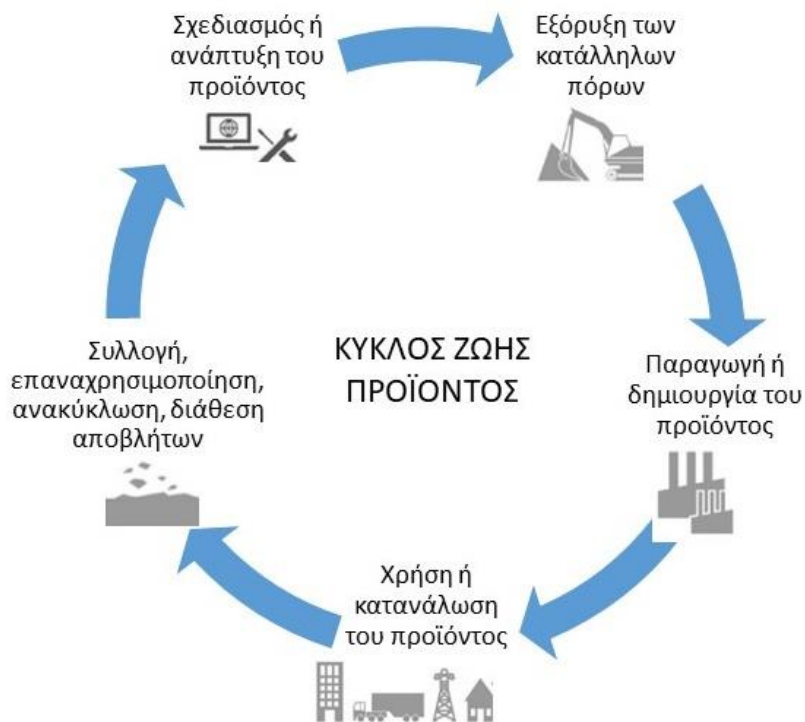 Σχεδιασμός ή
ανάπτυξη του
προϊόντος
Εξόρυξη των
κατάλληλων
πόρων
Παραγωγή ή
δημιουργία του
προϊόντος
Χρήση ή
κατανάλωση
του προϊόντος
Συλλογή,
επαναχρησιμοποίηση,
ανακύκλωση, διάθεση
αποβλήτων
ΚΥΚΛΟΣ ΖΩΗΣ
ΠΡΟΪΟΝΤΟΣ